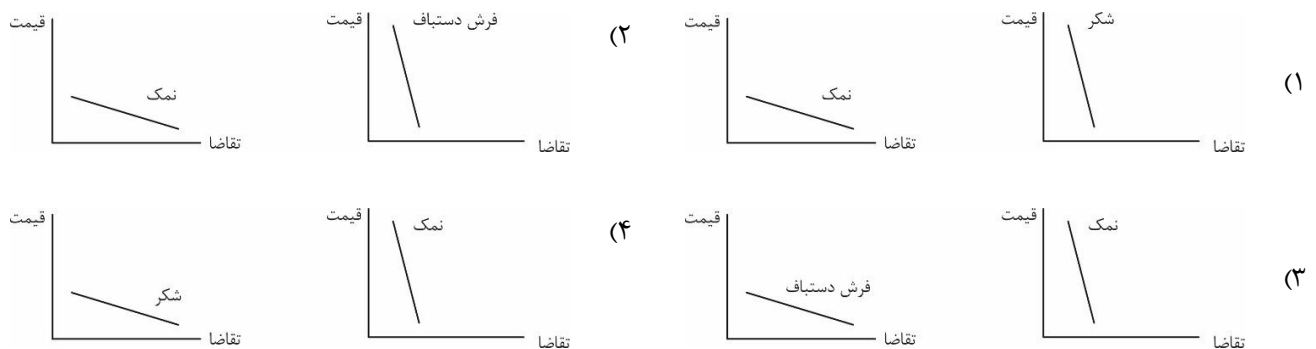 ۱)
قیمت
شکر
تقاضا
قیمت
نمک
تقاضا
۲)
قیمت
فرش دستباف
تقاضا
قیمت
نمک
تقاضا
۳)
قیمت
نمک
تقاضا
قیمت
فرش دستباف
تقاضا
۴)
قیمت
نمک
تقاضا
قیمت
شکر
تقاضا